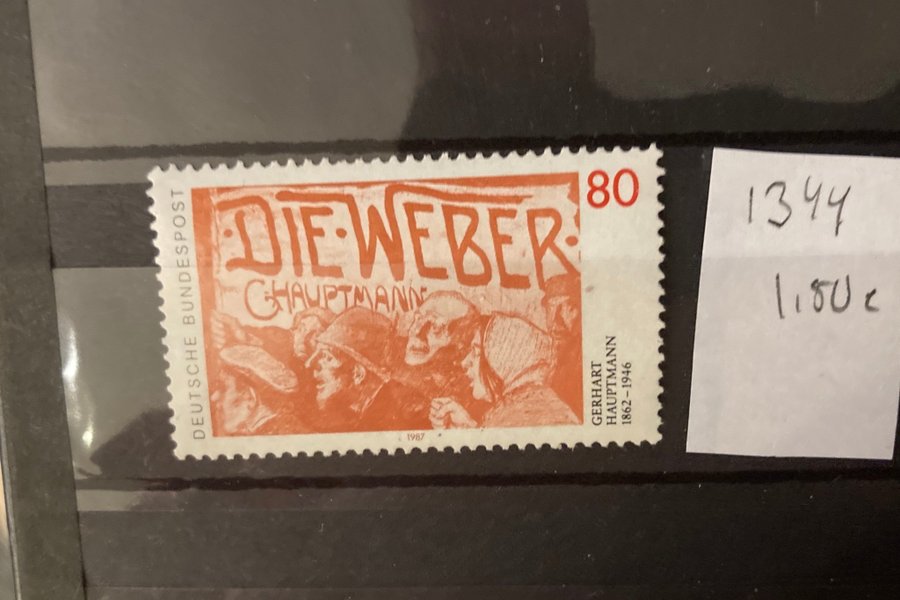 DEUTSCHE BUNDESPOST
DIE·WEBER·
G·HAUPTMANN
80
GERHART
HAUPTMANN
1862–1946
1987
1344
1,80 €